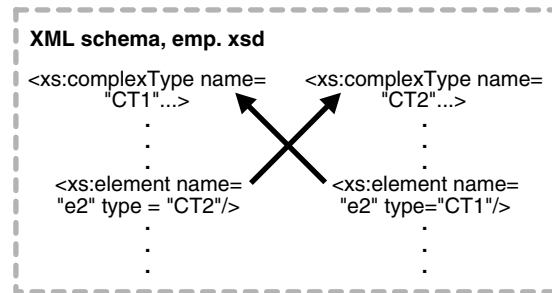 XML schema, emp. xsd
<xs:complexType name=
"CT1"...>
.
.
.
<xs:element name=
"e2" type = "CT2"/>
.
.
.
<xs:complexType name=
"CT2"...>
.
.
.
<xs:element name=
"e2" type="CT1"/>
.
.
.